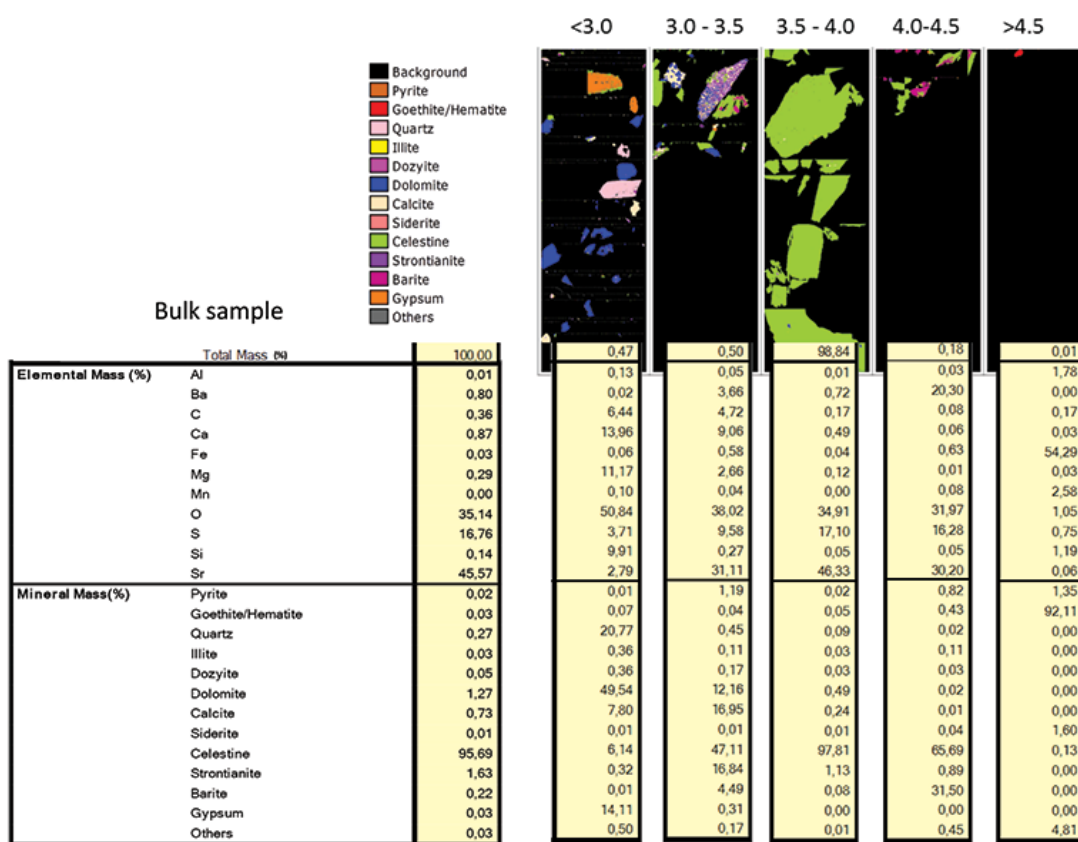 <3.0 3.0 - 3.5 3.5 - 4.0 4.0-4.5 >4.5
Background
Pyrite
Goethite/Hematite
Quartz
Illite
Dozyite
Dolomite
Calcite
Siderite
Celestine
Strontianite
Barite
Gypsum
Others
Bulk sample
Total Mass (%) 100,00 0,47 0,50 98,84 0,18 0,01
Elemental Mass (%) Al 0,01 0,13 0,05 0,01 0,03 1,78
Ba 0,80 0,02 3,66 0,72 20,30 0,00
C 0,36 6,44 4,72 0,17 0,08 0,17
Ca 0,87 13,96 9,06 0,49 0,06 0,03
Fe 0,03 0,06 0,58 0,04 0,63 54,29
Mg 0,29 11,17 2,66 0,12 0,01 0,03
Mn 0,00 0,10 0,04 0,00 0,08 2,58
O 35,14 50,84 38,02 34,91 31,97 1,05
S 16,76 3,71 9,58 17,10 16,28 0,75
Si 0,14 9,91 0,27 0,05 0,05 1,19
Sr 45,57 2,79 31,11 46,33 30,20 0,06
Mineral Mass(%) Pyrite 0,02 0,01 1,19 0,02 0,82 1,35
Goethite/Hematite 0,03 0,07 0,04 0,05 0,43 92,11
Quartz 0,27 20,77 0,45 0,09 0,02 0,00
Illite 0,03 0,36 0,11 0,03 0,11 0,00
Dozyite 0,05 0,36 0,17 0,03 0,03 0,00
Dolomite 1,27 49,54 12,16 0,49 0,02 0,00
Calcite 0,73 7,80 16,95 0,24 0,01 0,00
Siderite 0,01 0,01 0,01 0,01 0,04 1,60
Celestine 95,69 6,14 47,11 97,81 65,69 0,13
Strontianite 1,63 0,32 16,84 1,13 0,89 0,00
Barite 0,22 0,01 4,49 0,08 31,50 0,00
Gypsum 0,03 14,11 0,31 0,00 0,00 0,00
Others 0,03 0,50 0,17 0,01 0,45 4,81